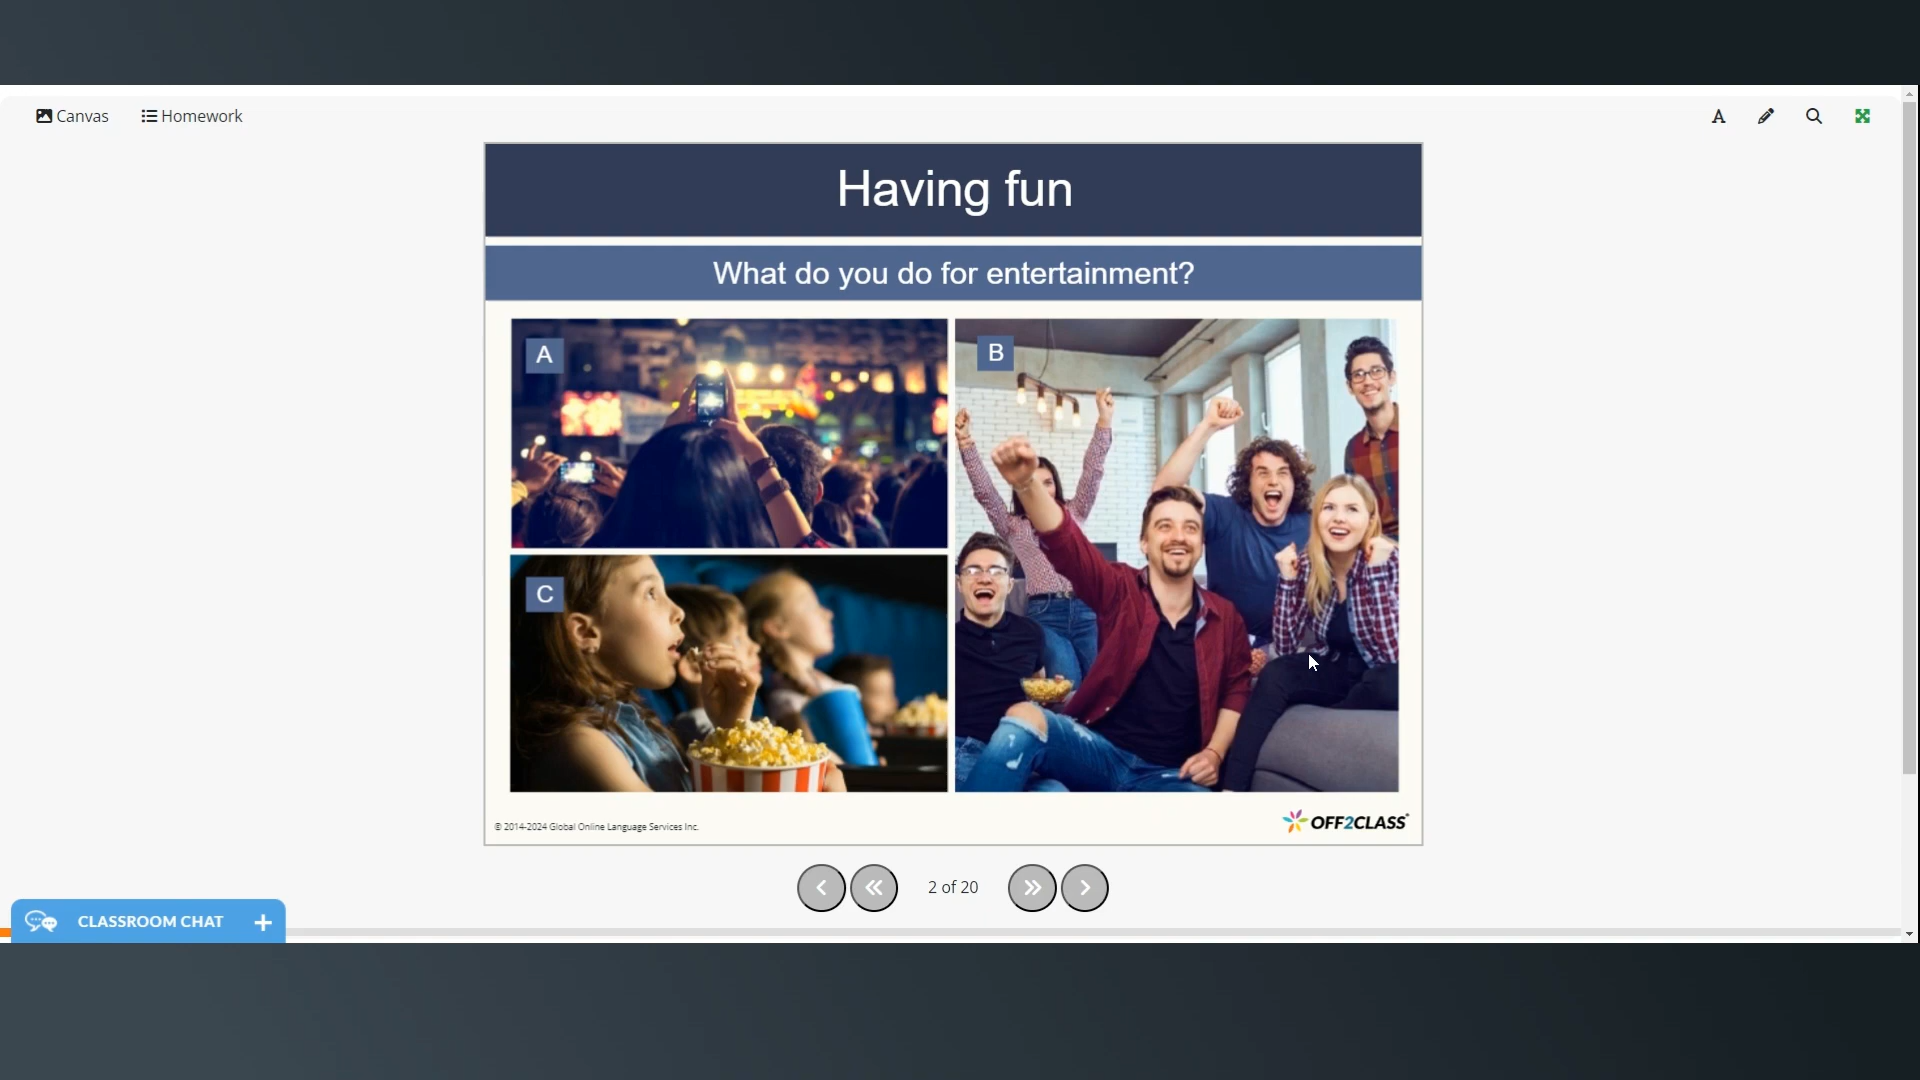 Canvas
Homework
A
Having fun
What do you do for entertainment?
A
B
C
© 2014-2024 Global Online Language Services Inc.
OFF2CLASS
2 of 20
CLASSROOM CHAT +